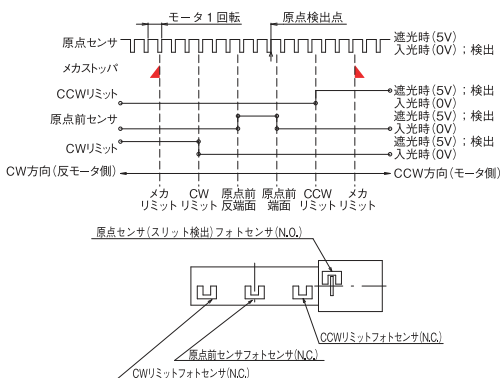 モータ1回転
原点検出点
原点センサ
遮光時(5V)
入光時(0V);検出
メカストッパ
CCWリミット
遮光時(5V);検出
入光時(0V)
原点前センサ
遮光時(5V);検出
入光時(0V)
CWリミット
遮光時(5V);検出
入光時(0V)
CW方向(反モータ側)
CCW方向(モータ側)
メカ
リミット
CW
リミット
原点前
反端面
原点前
端面
CCW
リミット
メカ
リミット
原点センサ(スリット検出)フォトセンサ(N.O.)
CCWリミットフォトセンサ(N.C.)
原点前センサフォトセンサ(N.C.)
CWリミットフォトセンサ(N.C.)